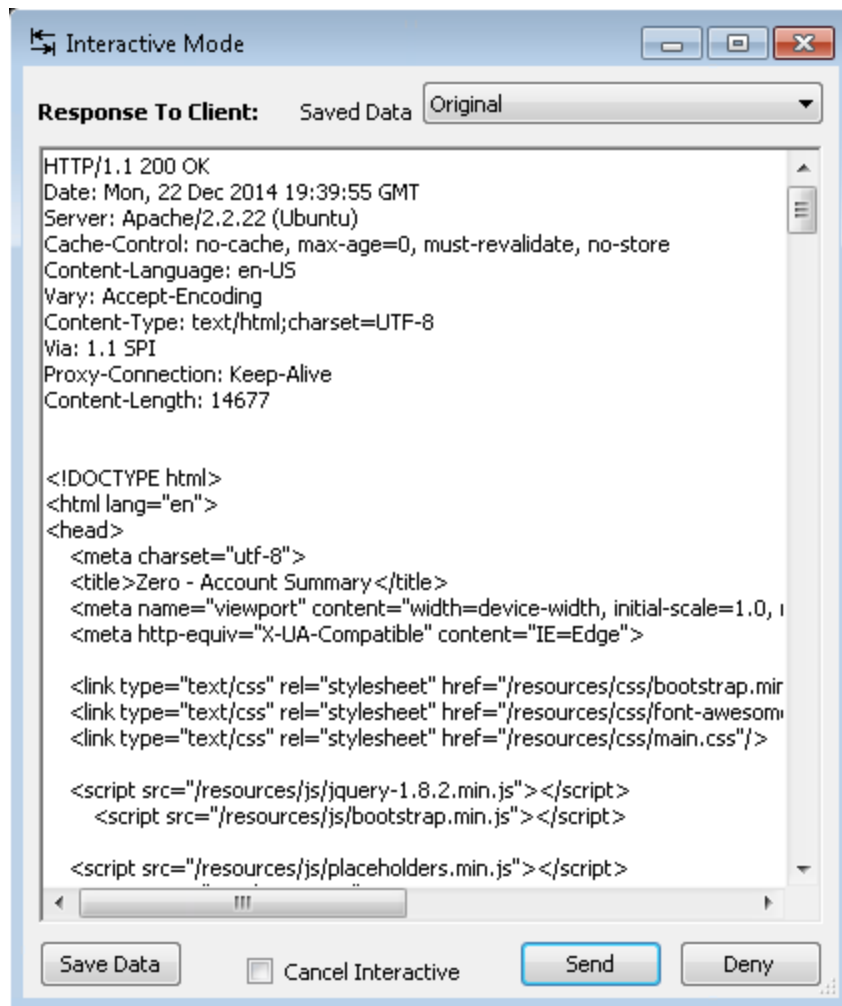 Interactive Mode
Response To Client: Saved Data Original
HTTP/1.1 200 OK
Date: Mon, 22 Dec 2014 19:39:55 GMT
Server: Apache/2.2.22 (Ubuntu)
Cache-Control: no-cache, max-age=0, must-revalidate, no-store
Content-Language: en-US
Vary: Accept-Encoding
Content-Type: text/html;charset=UTF-8
Via: 1.1 SPI
Proxy-Connection: Keep-Alive
Content-Length: 14677
<!DOCTYPE html>
<html lang="en">
<head>
<meta charset="utf-8">
<title>Zero - Account Summary</title>
<meta name="viewport" content="width=device-width, initial-scale=1.0,
<meta http-equiv="X-UA-Compatible" content="IE=Edge">
<link type="text/css" rel="stylesheet" href="/resources/css/bootstrap.min
<link type="text/css" rel="stylesheet" href="/resources/css/font-awesom
<link type="text/css" rel="stylesheet" href="/resources/css/main.css"/>
<script src="/resources/js/jquery-1.8.2.min.js"></script>
<script src="/resources/js/bootstrap.min.js"></script>
<script src="/resources/js/placeholders.min.js"></script>
Save Data Cancel Interactive Send Deny